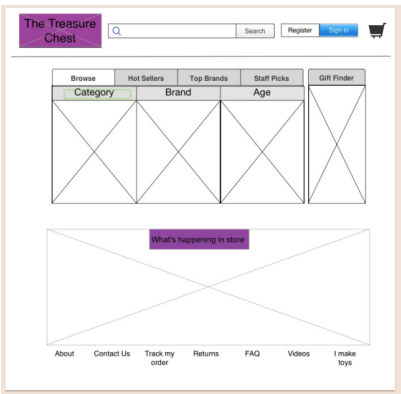 The Treasure
Chest
Search
Register
Sign in
Browse
Hot Sellers
Top Brands
Staff Picks
Gift Finder
Category
Brand
Age
What's happening in store
About
Contact Us
Track my
order
Returns
FAQ
Videos
I make
toys